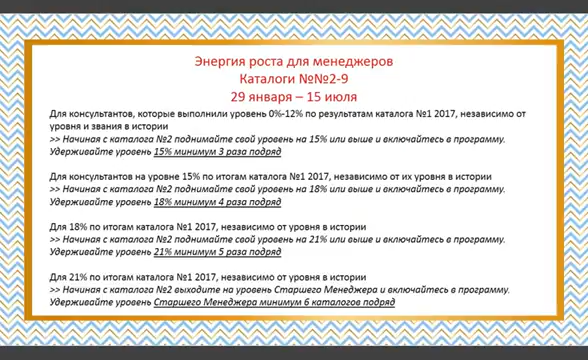 Энергия роста для менеджеров
Каталоги №№2-9
29 января – 15 июля
Для консультантов, которые выполнили уровень 0%-12% по результатам каталога №1 2017, независимо от
уровня и звания в истории
>> Начиная с каталога №2 поднимайте свой уровень на 15% или выше и включайтесь в программу.
Удерживайте уровень 15% минимум 3 раза подряд
Для консультантов на уровне 15% по итогам каталога №1 2017, независимо от их уровня в истории
>> Начиная с каталога №2 поднимайте свой уровень на 18% или выше и включайтесь в программу.
Удерживайте уровень 18% минимум 4 раза подряд
Для 18% по итогам каталога №1 2017, независимо от уровня в истории
>> Начиная с каталога №2 поднимайте свой уровень на 21% или выше и включайтесь в программу.
Удерживайте уровень 21% минимум 5 раза подряд
Для 21% по итогам каталога №1 2017, независимо от уровня в истории
>> Начиная с каталога №2 выходите на уровень Старшего Менеджера и включайтесь в программу.
Удерживайте уровень Старшего Менеджера минимум 6 каталогов подряд